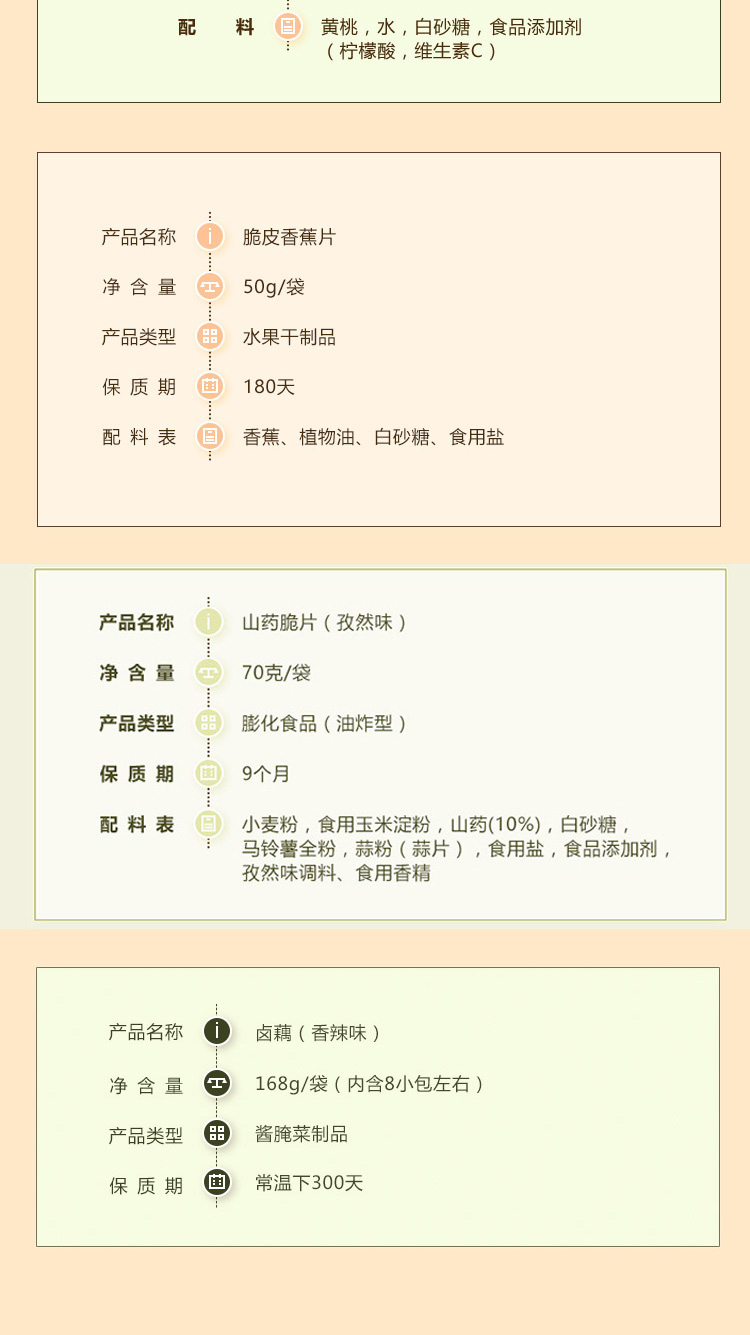 配 料 黄桃，水，白砂糖，食品添加剂
（柠檬酸，维生素C）
产品名称 脆皮香蕉片
净含量 50g/袋
产品类型 水果干制品
保质期 180天
配料表 香蕉、植物油、白砂糖、食用盐
产品名称 山药脆片（孜然味）
净含量 70克/袋
产品类型 膨化食品（油炸型）
保质期 9个月
配料表 小麦粉，食用玉米淀粉，山药(10%)，白砂糖，
马铃薯全粉，蒜粉（蒜片），食用盐，食品添加剂，
孜然味调料、食用香精
产品名称 卤藕（香辣味）
净含量 168g/袋（内含8小包左右）
产品类型 酱腌菜制品
保质期 常温下300天